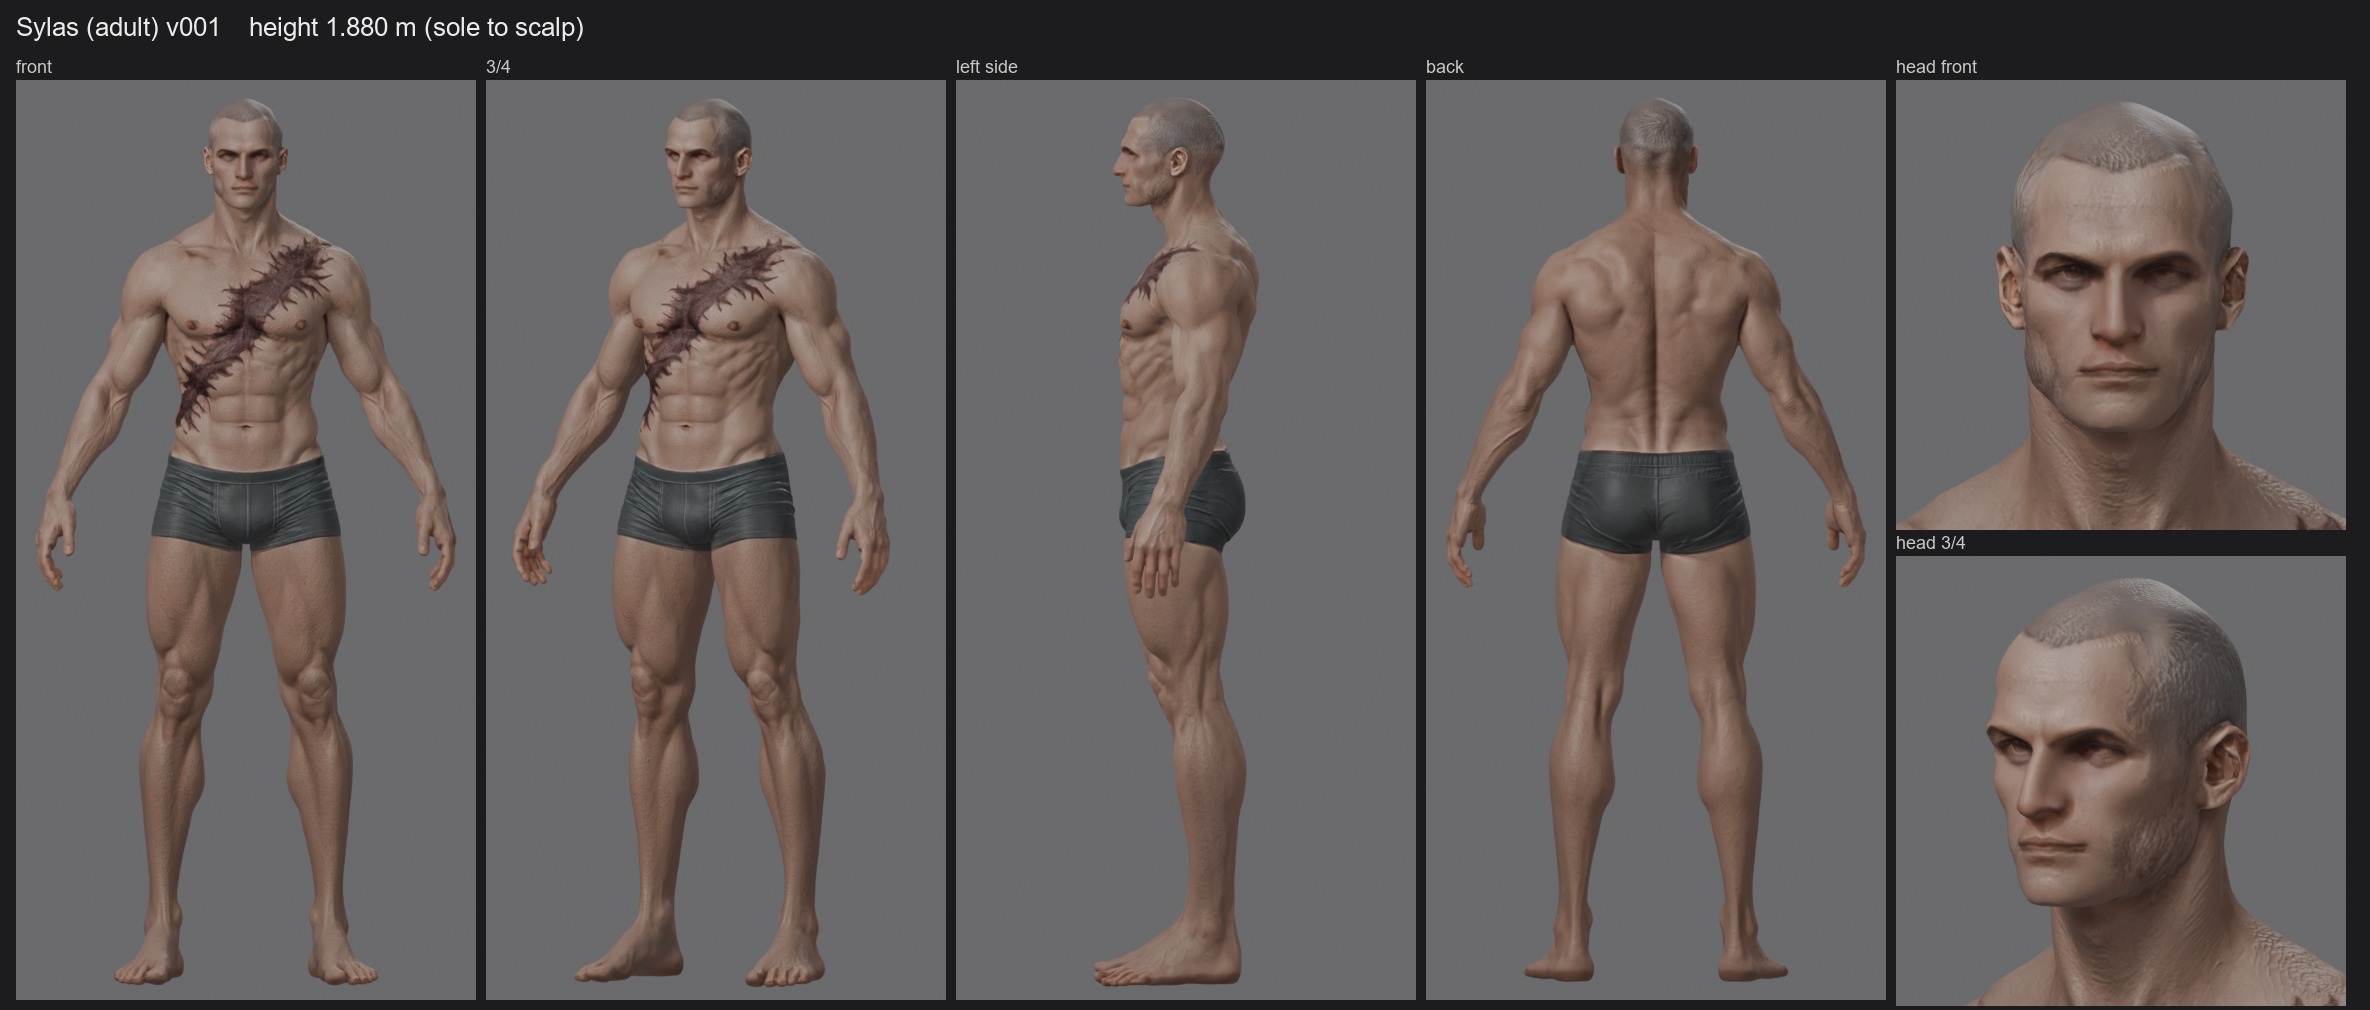 Sylas (adult) v001    height 1.880 m (sole to scalp)
front
3/4
left side
back
head front
head 3/4